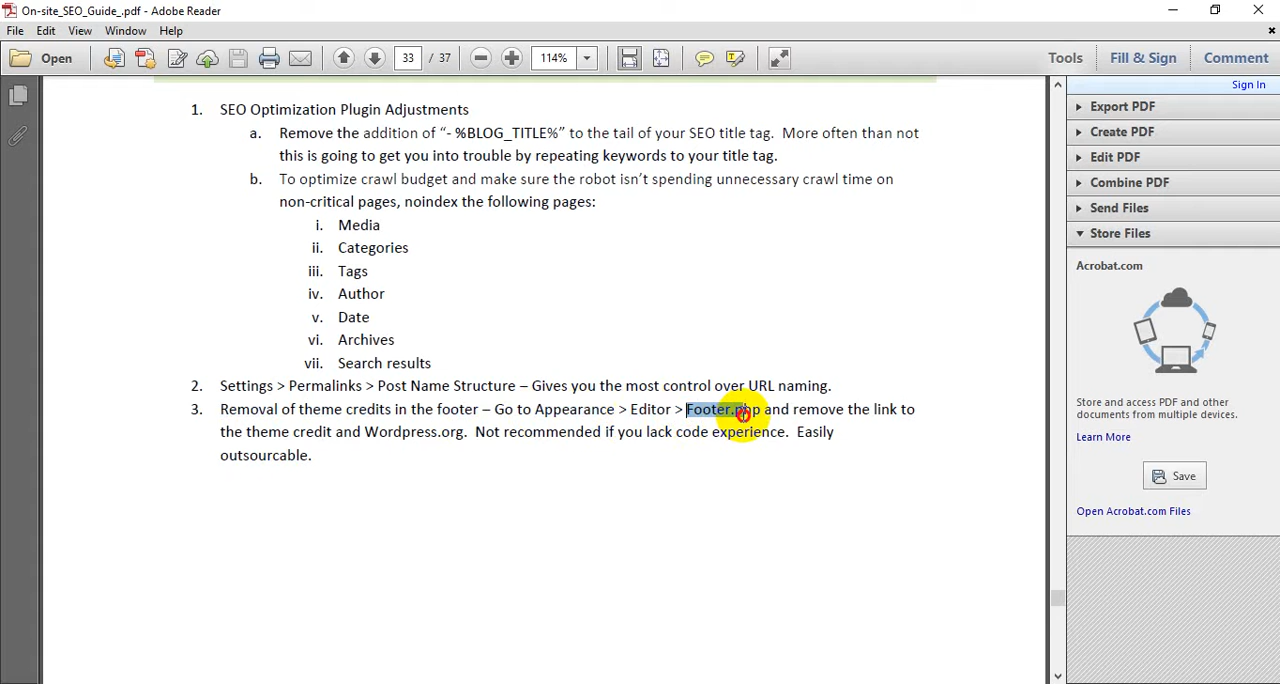 On-site_SEO_Guide_.pdf - Adobe Reader
File Edit View Window Help
Open 33 / 37 114% Tools Fill & Sign Comment
Sign In
Export PDF
Create PDF
Edit PDF
Combine PDF
Send Files
Store Files
Acrobat.com
Store and access PDF and other
documents from multiple devices.
Learn More
Save
Open Acrobat.com Files
1. SEO Optimization Plugin Adjustments
a. Remove the addition of “- %BLOG_TITLE%” to the tail of your SEO title tag. More often than not
this is going to get you into trouble by repeating keywords to your title tag.
b. To optimize crawl budget and make sure the robot isn’t spending unnecessary crawl time on
non-critical pages, noindex the following pages:
i. Media
ii. Categories
iii. Tags
iv. Author
v. Date
vi. Archives
vii. Search results
2. Settings > Permalinks > Post Name Structure – Gives you the most control over URL naming.
3. Removal of theme credits in the footer – Go to Appearance > Editor > Footer.php and remove the link to
the theme credit and Wordpress.org. Not recommended if you lack code experience. Easily
outsourcable.